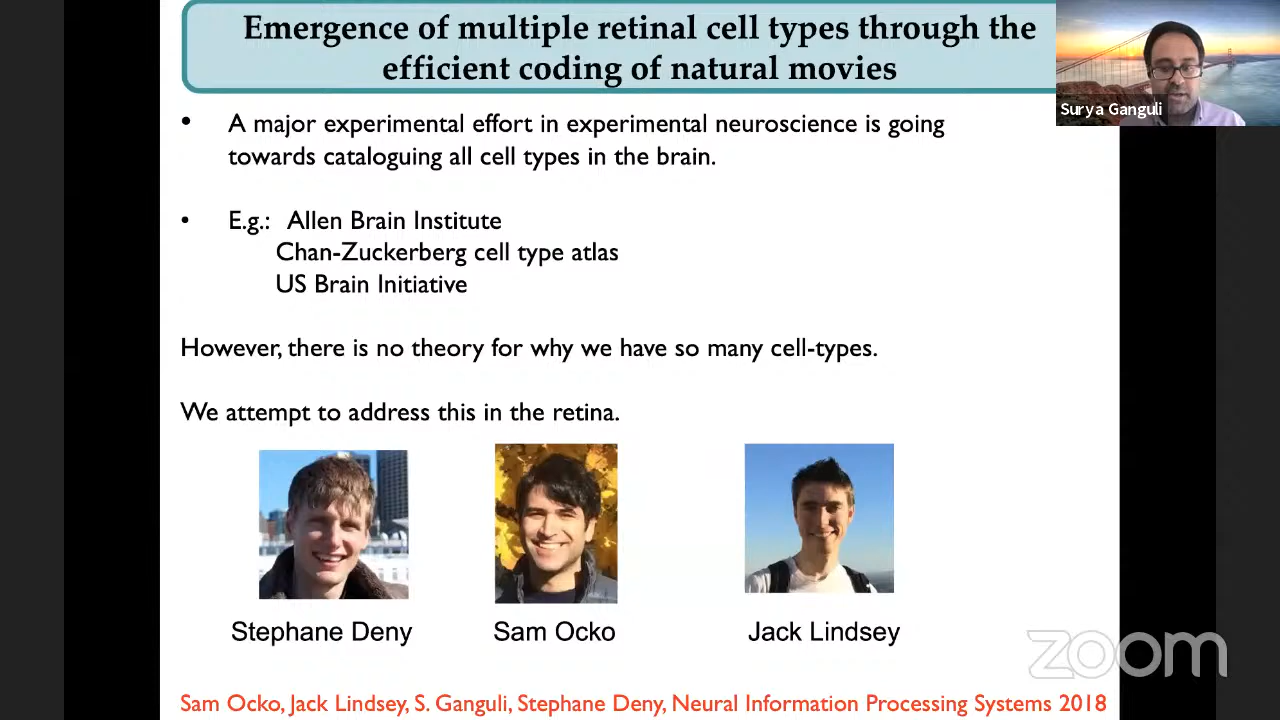 Emergence of multiple retinal cell types through the
efficient coding of natural movies
Surya Ganguli
• A major experimental effort in experimental neuroscience is going
towards cataloguing all cell types in the brain.
• E.g.: Allen Brain Institute
Chan-Zuckerberg cell type atlas
US Brain Initiative
However, there is no theory for why we have so many cell-types.
We attempt to address this in the retina.
Stephane Deny
Sam Ocko
Jack Lindsey
zoom
Sam Ocko, Jack Lindsey, S. Ganguli, Stephane Deny, Neural Information Processing Systems 2018